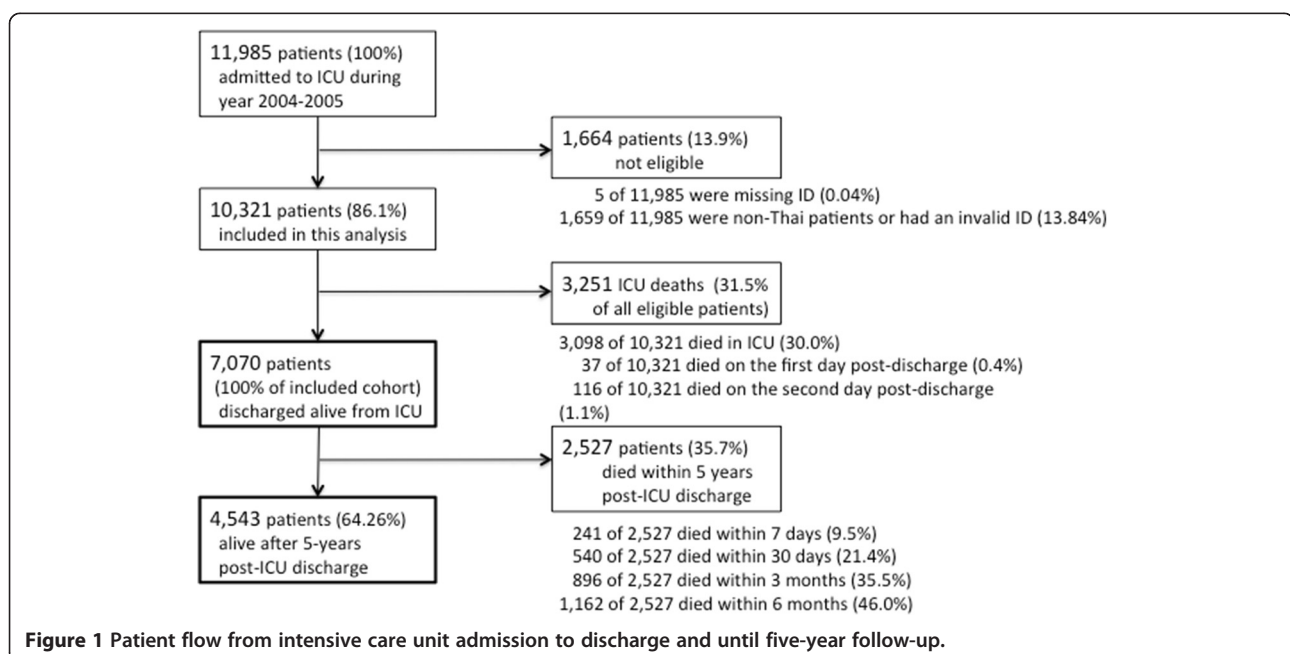 11,985 patients (100%)
admitted to ICU during
year 2004-2005
1,664 patients (13.9%)
not eligible
5 of 11,985 were missing ID (0.04%)
1,659 of 11,985 were non-Thai patients or had an invalid ID (13.84%)
10,321 patients (86.1%)
included in this analysis
3,251 ICU deaths (31.5%
of all eligible patients)
3,098 of 10,321 died in ICU (30.0%)
37 of 10,321 died on the first day post-discharge (0.4%)
116 of 10,321 died on the second day post-discharge
(1.1%)
7,070 patients
(100% of included cohort)
discharged alive from ICU
2,527 patients (35.7%)
died within 5 years
post-ICU discharge
4,543 patients (64.26%)
alive after 5-years
post-ICU discharge
241 of 2,527 died within 7 days (9.5%)
540 of 2,527 died within 30 days (21.4%)
896 of 2,527 died within 3 months (35.5%)
1,162 of 2,527 died within 6 months (46.0%)
Figure 1 Patient flow from intensive care unit admission to discharge and until five-year follow-up.